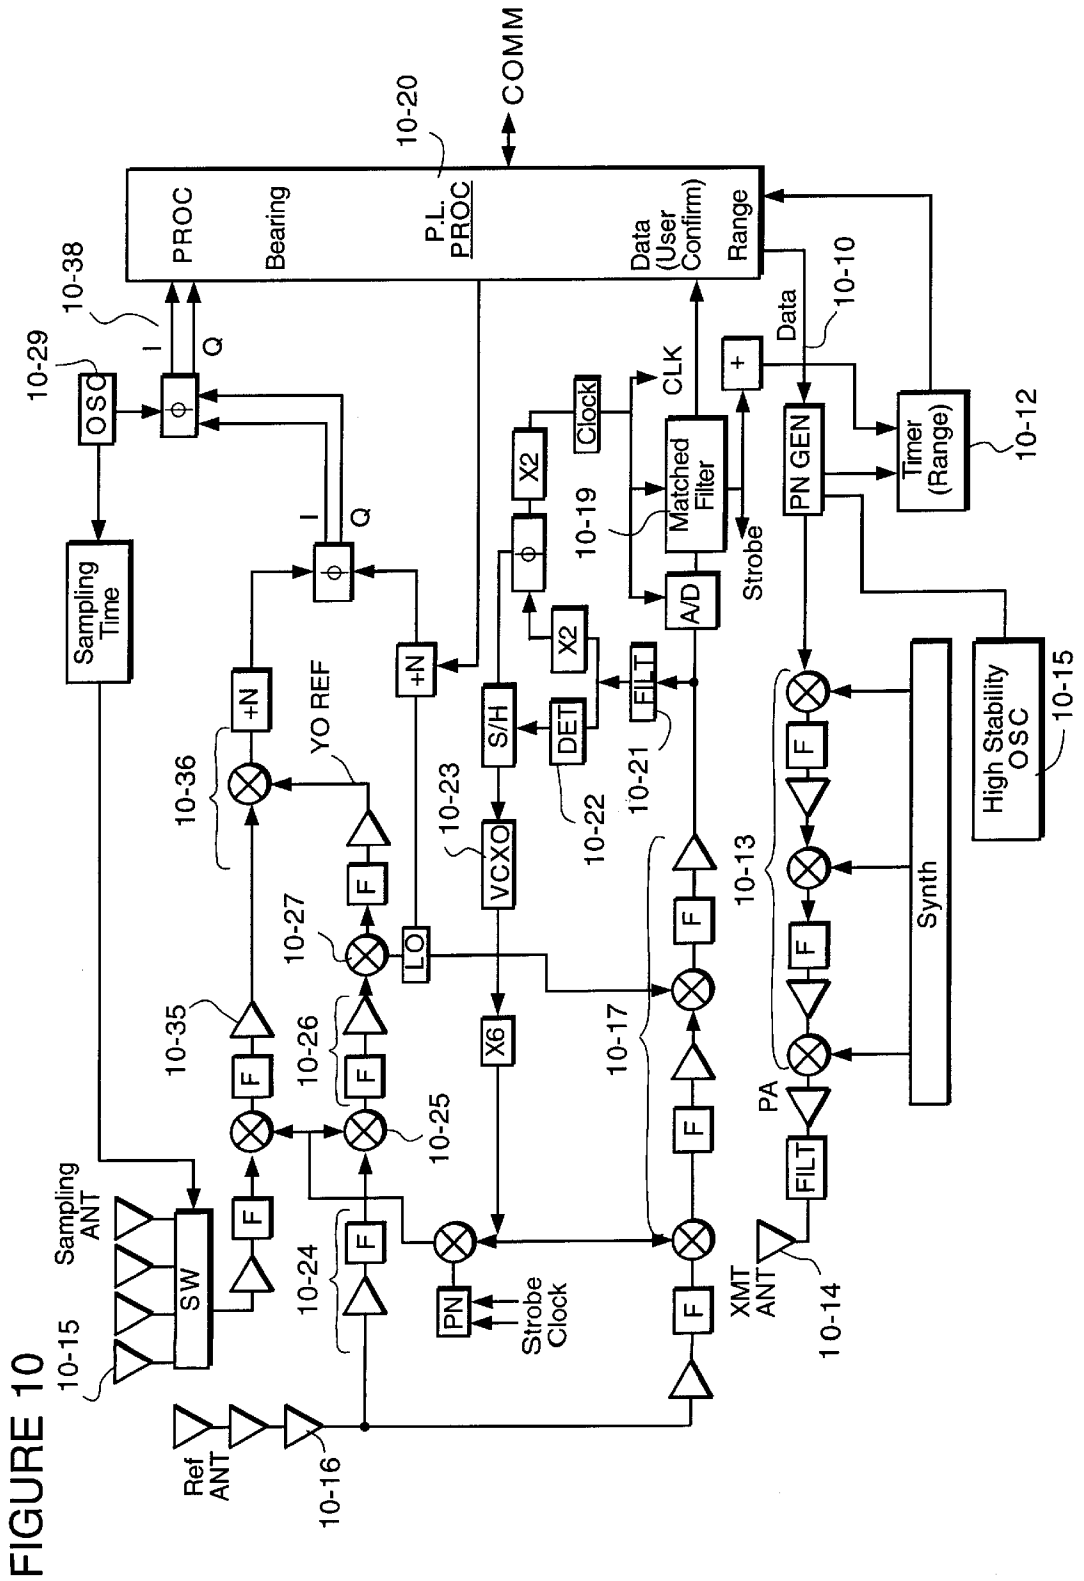 FIGURE 10
10-15
Sampling
ANT
SW
Sampling
Time
OSC
10-29
10-38
Ref
ANT
10-16
F
F
10-35
10-36
+N
YO REF
ϕ
I
Q
ϕ
I
Q
PROC
Bearing
P.L.
PROC
Data
(User
Confirm)
Range
10-20
COMM
10-24
F
10-25
10-26
F
10-27
F
LO
+N
PN
Strobe
Clock
X6
VCXO
10-23
S/H
DET
10-22
FILT
10-21
X2
ϕ
X2
Clock
CLK
F
10-17
F
F
A/D
Matched
Filter
10-19
Strobe
+
XMT
ANT
10-14
FILT
PA
10-13
F
F
PN GEN
Data
10-10
Timer
(Range)
10-12
Synth
High Stability
OSC
10-15